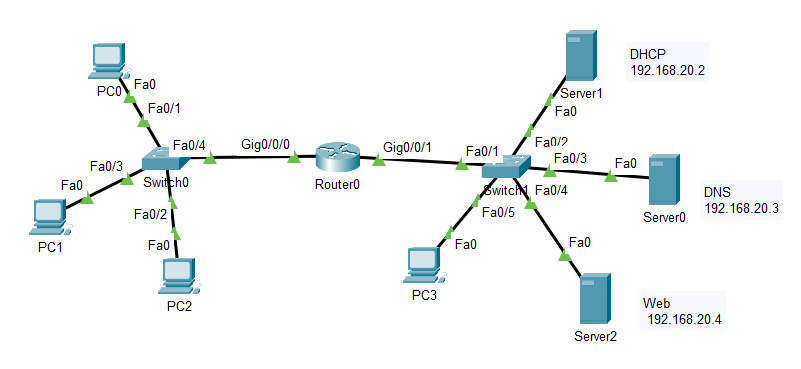 PC0
Fa0
Fa0/1
Fa0/4
Gig0/0/0
Fa0/3
Fa0
Switch0
PC1
Fa0/2
Fa0
PC2
Router0
Gig0/0/1
Fa0/1
DHCP
192.168.20.2
Server1
Fa0
Fa0/2
Fa0/3
Fa0
Switch1
Fa0/4
DNS
192.168.20.3
Server0
Fa0/5
Fa0
PC3
Fa0
Web
192.168.20.4
Server2